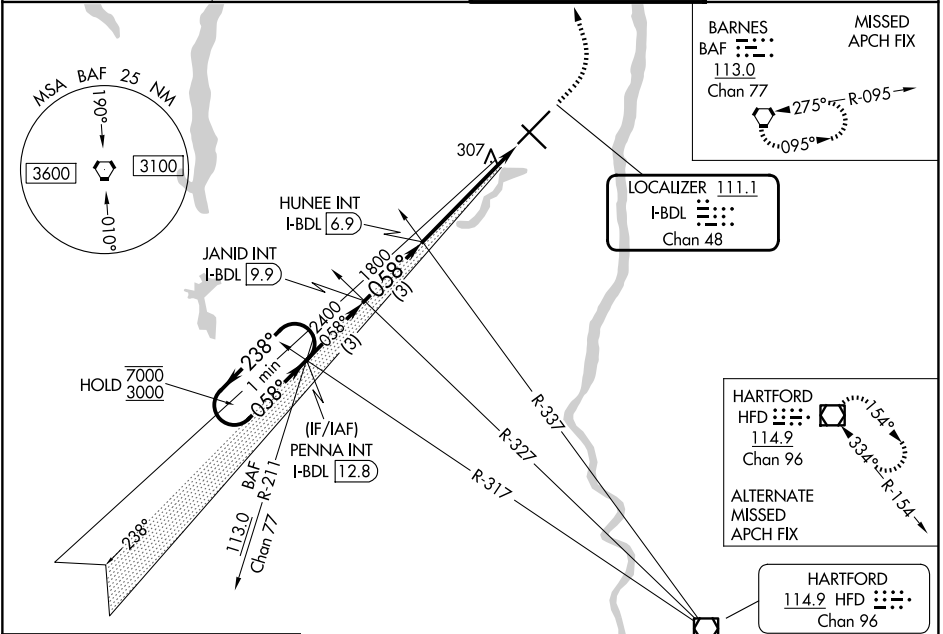 MSA BAF 25 NM
190°
3600
3100
010°
BARNES
BAF
113.0
Chan 77
MISSED
APCH FIX
275°
R-095
095°
307
LOCALIZER 111.1
I-BDL
Chan 48
HUNEE INT
I-BDL 6.9
JANID INT
I-BDL 9.9
1800
058°
(3)
2400
058°
(3)
238°
1 min
058°
HOLD 7000
3000
(IF/IAF)
PENNA INT
I-BDL 12.8
BAF
R-211
113.0
Chan 77
238°
R-337
R-327
R-317
HARTFORD
HFD
114.9
Chan 96
154°
334°
R-154
ALTERNATE
MISSED
APCH FIX
HARTFORD
114.9 HFD
Chan 96